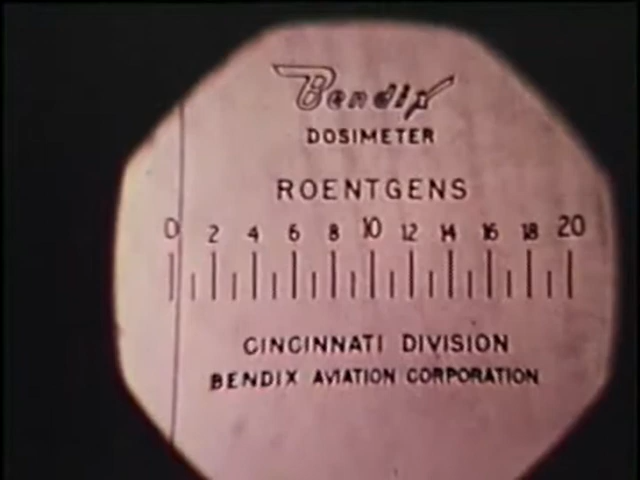 Bendix
DOSIMETER
ROENTGENS
0 2 4 6 8 10 12 14 16 18 20
CINCINNATI DIVISION
BENDIX AVIATION CORPORATION